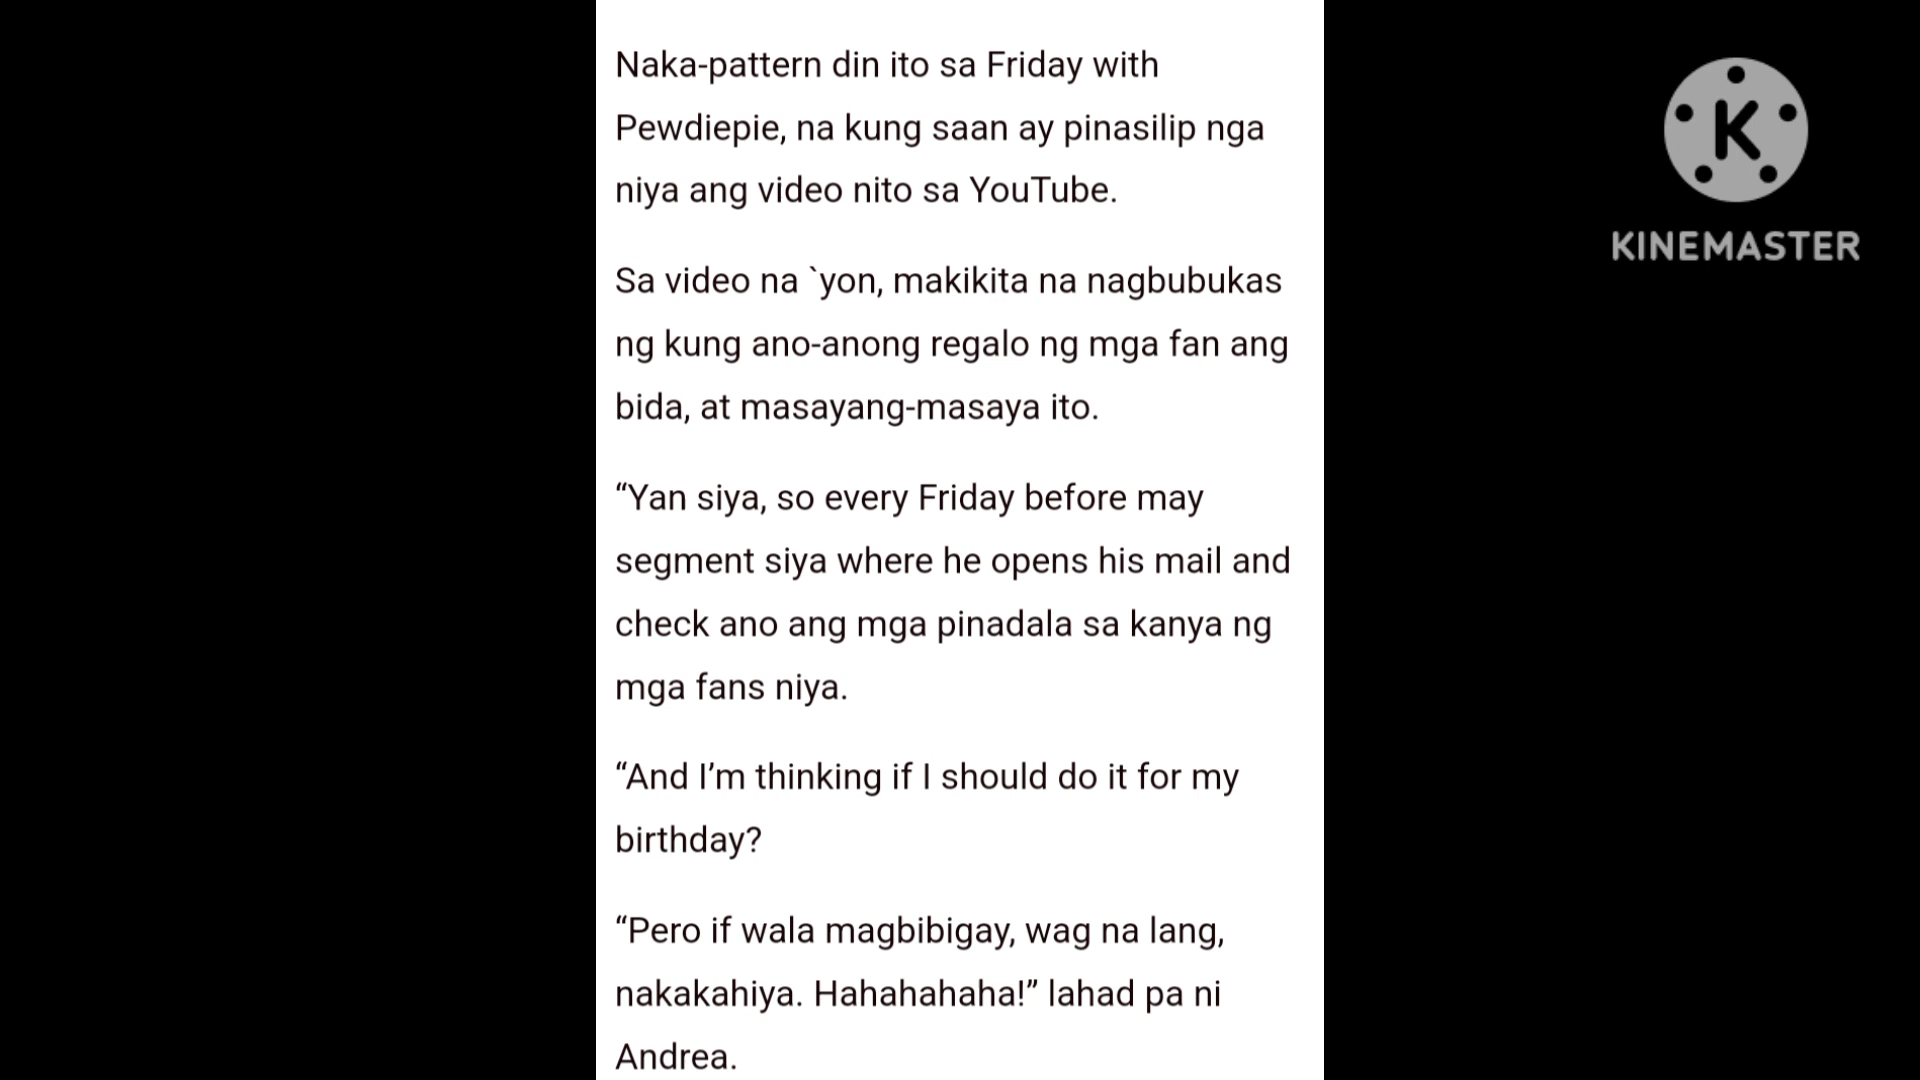 Naka-pattern din ito sa Friday with
Pewdiepie, na kung saan ay pinasilip nga
niya ang video nito sa YouTube.
Sa video na `yon, makikita na nagbubukas
ng kung ano-anong regalo ng mga fan ang
bida, at masayang-masaya ito.
“Yan siya, so every Friday before may
segment siya where he opens his mail and
check ano ang mga pinadala sa kanya ng
mga fans niya.
“And I’m thinking if I should do it for my
birthday?
“Pero if wala magbibigay, wag na lang,
nakakahiya. Hahahahaha!” lahad pa ni
Andrea.
K
KINEMASTER